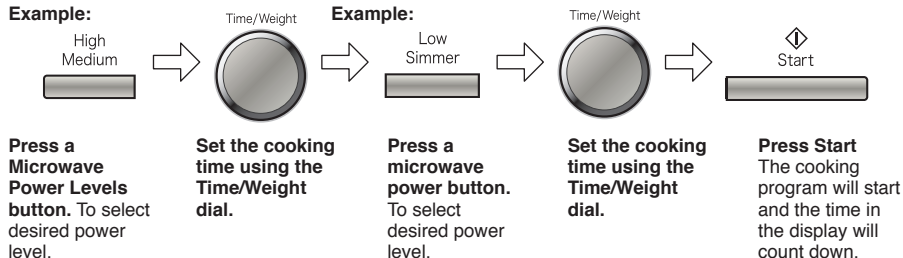 Example:
High
Medium
Time/Weight
Example:
Low
Simmer
Time/Weight
Start
Press a
Microwave
Power Levels
button. To select
desired power
level.
Set the cooking
time using the
Time/Weight
dial.
Press a
microwave
power button.
To select
desired power
level.
Set the cooking
time using the
Time/Weight
dial.
Press Start
The cooking
program will start
and the time in
the display will
count down.